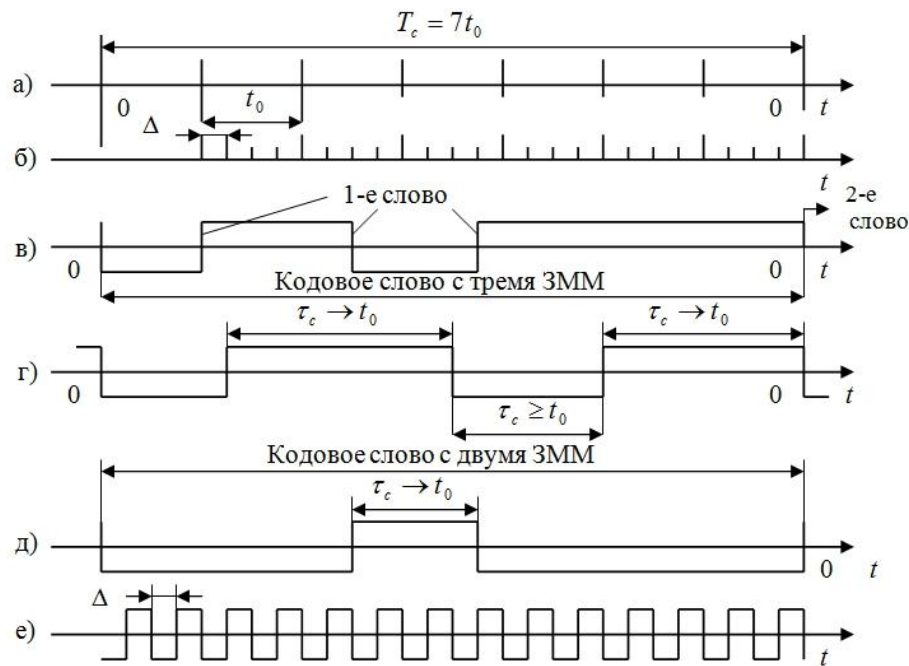 T_c = 7t_0
а)
0
t_0
0
t
Δ
б)
t
1-е слово
2-е
слово
в)
0
0
t
Кодовое слово с тремя ЗММ
τ_c → t_0
τ_c → t_0
г)
0
0
t
τ_c ≥ t_0
Кодовое слово с двумя ЗММ
τ_c → t_0
д)
0
t
Δ
е)
t